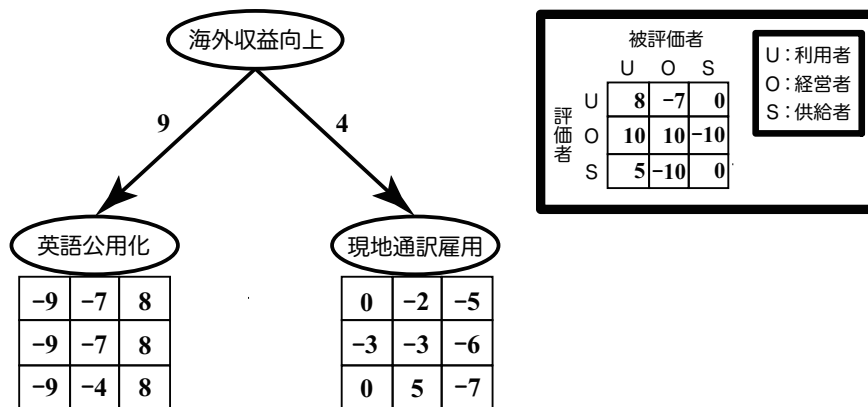 海外収益向上
9
4
英語公用化
-9 -7 8
-9 -7 8
-9 -4 8
現地通訳雇用
0 -2 -5
-3 -3 -6
0 5 -7
被評価者
U O S
評価者
U 8 -7 0
O 10 10 -10
S 5 -10 0
U:利用者
O:経営者
S:供給者